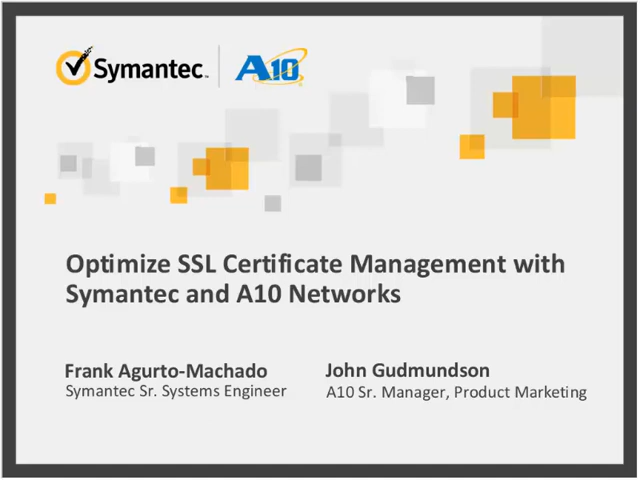 Symantec™ A10
Optimize SSL Certificate Management with
Symantec and A10 Networks
Frank Agurto-Machado
Symantec Sr. Systems Engineer
John Gudmundson
A10 Sr. Manager, Product Marketing